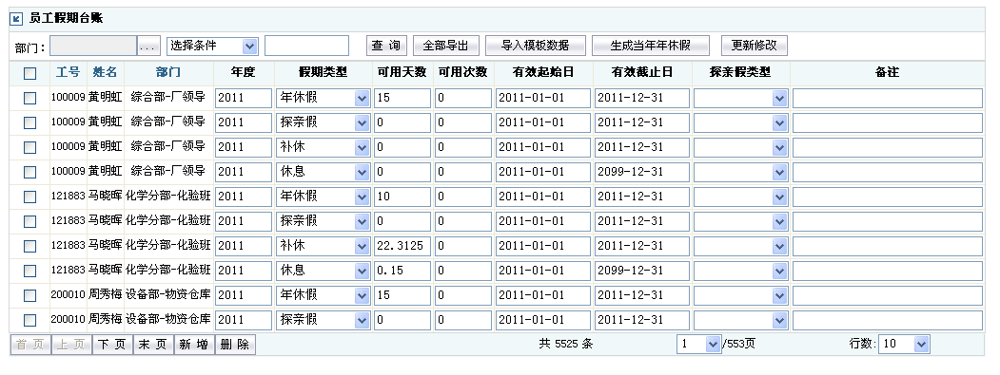 员工假期台账
部门： ... 选择条件 查 询 全部导出 导入模板数据 生成当年年休假 更新修改
工号 姓名 部门 年度 假期类型 可用天数 可用次数 有效起始日 有效截止日 探亲假类型 备注
100009 黄明虹 综合部-厂领导 2011 年休假 15 0 2011-01-01 2011-12-31
100009 黄明虹 综合部-厂领导 2011 探亲假 0 0 2011-01-01 2011-12-31
100009 黄明虹 综合部-厂领导 2011 补休 0 0 2011-01-01 2011-12-31
100009 黄明虹 综合部-厂领导 2011 休息 0 0 2011-01-01 2099-12-31
121883 马晓晖 化学分部-化验班 2011 年休假 10 0 2011-01-01 2011-12-31
121883 马晓晖 化学分部-化验班 2011 探亲假 0 0 2011-01-01 2011-12-31
121883 马晓晖 化学分部-化验班 2011 补休 22.3125 0 2011-01-01 2011-12-31
121883 马晓晖 化学分部-化验班 2011 休息 0.15 0 2011-01-01 2099-12-31
200010 周秀梅 设备部-物资仓库 2011 年休假 15 0 2011-01-01 2011-12-31
200010 周秀梅 设备部-物资仓库 2011 探亲假 0 0 2011-01-01 2011-12-31
首 页 上 页 下 页 末 页 新 增 删 除 共 5525 条 1 /553页 行数: 10